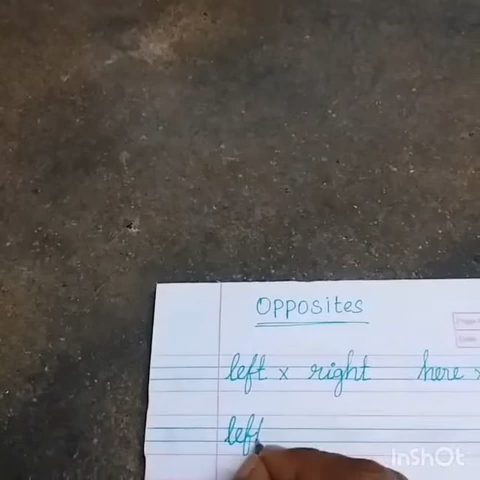 OPPOSITES
left × right here ×
left
InShOt